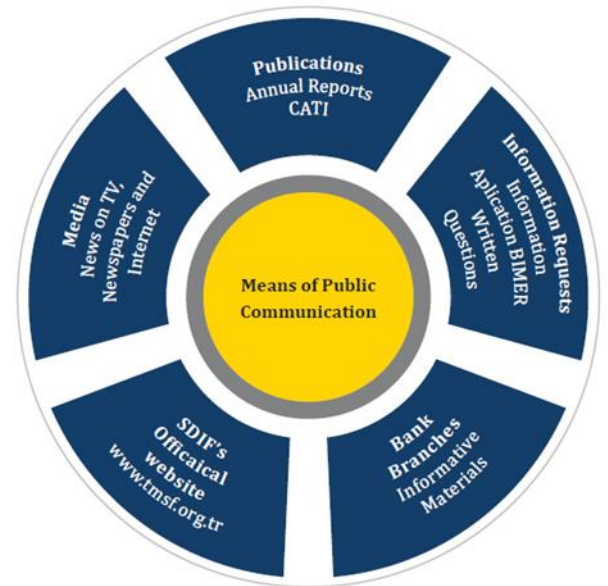 Publications
Annual Reports
CATI
Information Requests
Information
Aplication BIMER
Written
Questions
Bank
Branches
Informative
Materials
SDIF's
Officaical
website
www.tmsf.org.tr
Media
News on TV,
Newspapers and
Internet
Means of Public
Communication